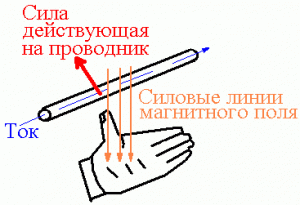 Сила
действующая
на проводник
Силовые линии
магнитного поля
Ток